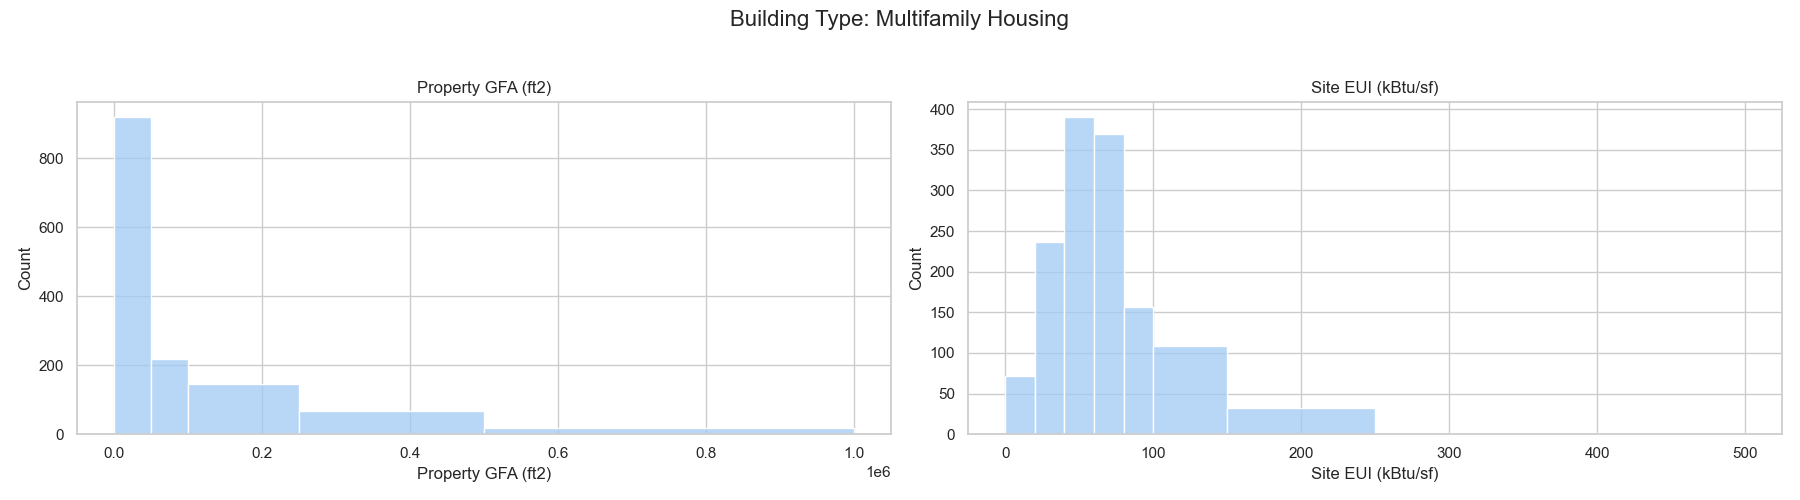 Building Type: Multifamily Housing
Property GFA (ft2)
Count
800
600
400
200
0
0.0 0.2 0.4 0.6 0.8 1.0
1e6
Property GFA (ft2)
Site EUI (kBtu/sf)
Count
400
350
300
250
200
150
100
50
0
0 100 200 300 400 500
Site EUI (kBtu/sf)